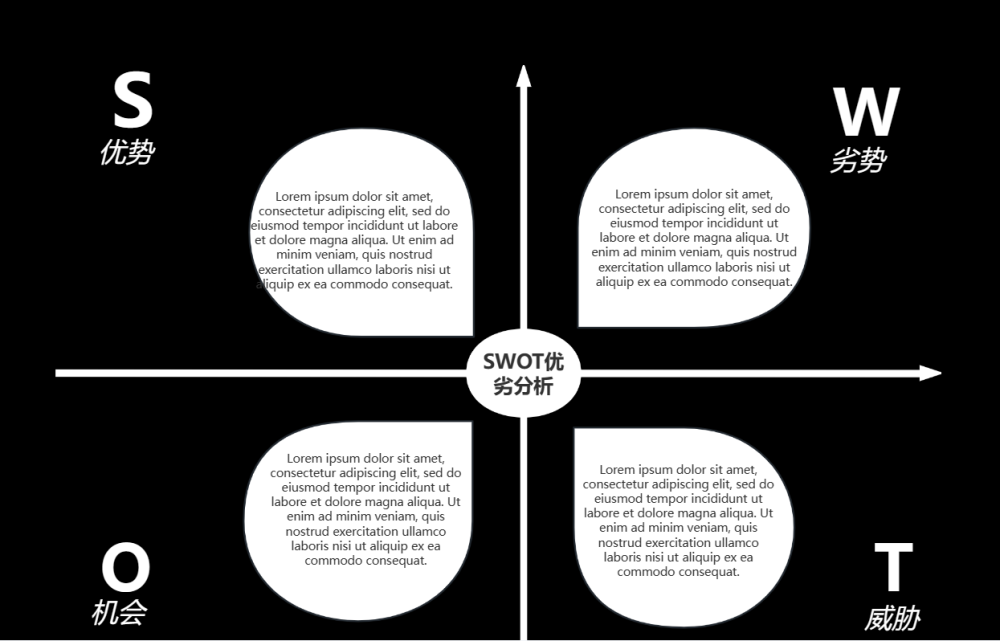 S
优势
W
劣势
Lorem ipsum dolor sit amet,
consectetur adipiscing elit, sed do
eiusmod tempor incididunt ut labore
et dolore magna aliqua. Ut enim ad
minim veniam, quis nostrud
exercitation ullamco laboris nisi ut
aliquip ex ea commodo consequat.
Lorem ipsum dolor sit amet,
consectetur adipiscing elit, sed do
eiusmod tempor incididunt ut
labore et dolore magna aliqua. Ut
enim ad minim veniam, quis nostrud
exercitation ullamco laboris nisi ut
aliquip ex ea commodo consequat.
SWOT优
劣分析
Lorem ipsum dolor sit amet,
consectetur adipiscing elit, sed do
eiusmod tempor incididunt ut
labore et dolore magna aliqua. Ut
enim ad minim veniam, quis
nostrud exercitation ullamco
laboris nisi ut aliquip ex ea
commodo consequat.
Lorem ipsum dolor sit amet,
consectetur adipiscing elit, sed do
eiusmod tempor incididunt ut
labore et dolore magna aliqua. Ut
enim ad minim veniam, quis
nostrud exercitation ullamco
laboris nisi ut aliquip ex ea
commodo consequat.
O
机会
T
威胁